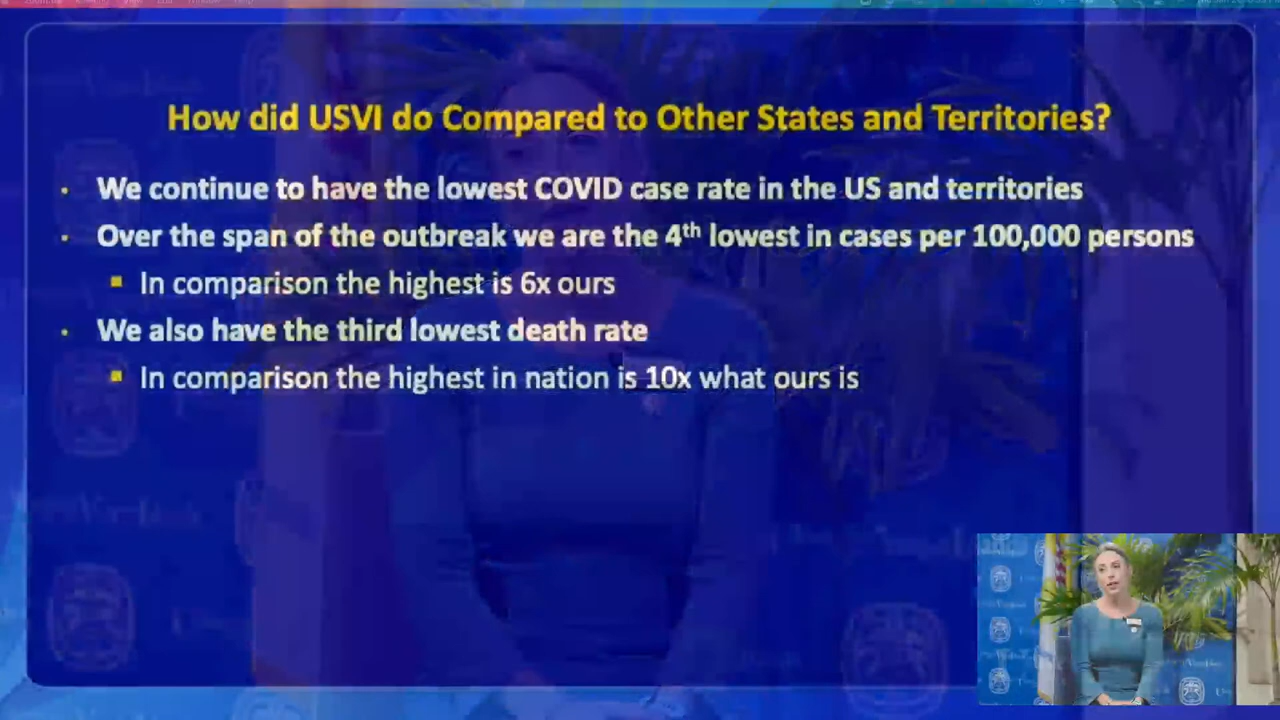 How did USVI do Compared to Other States and Territories?
· We continue to have the lowest COVID case rate in the US and territories
· Over the span of the outbreak we are the 4th lowest in cases per 100,000 persons
▪ In comparison the highest is 6x ours
· We also have the third lowest death rate
▪ In comparison the highest in nation is 10x what ours is